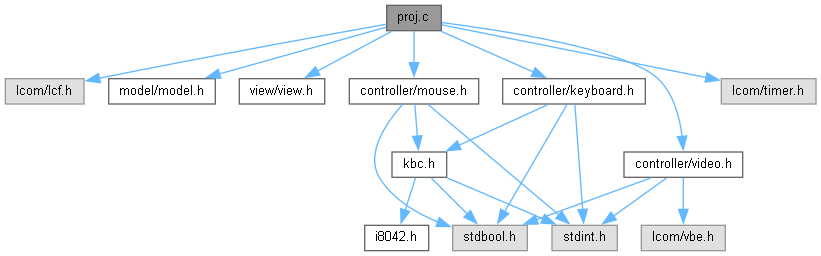 proj.c
lcom/lcf.h
model/model.h
view/view.h
controller/mouse.h
controller/keyboard.h
lcom/timer.h
kbc.h
controller/video.h
i8042.h
stdbool.h
stdint.h
lcom/vbe.h